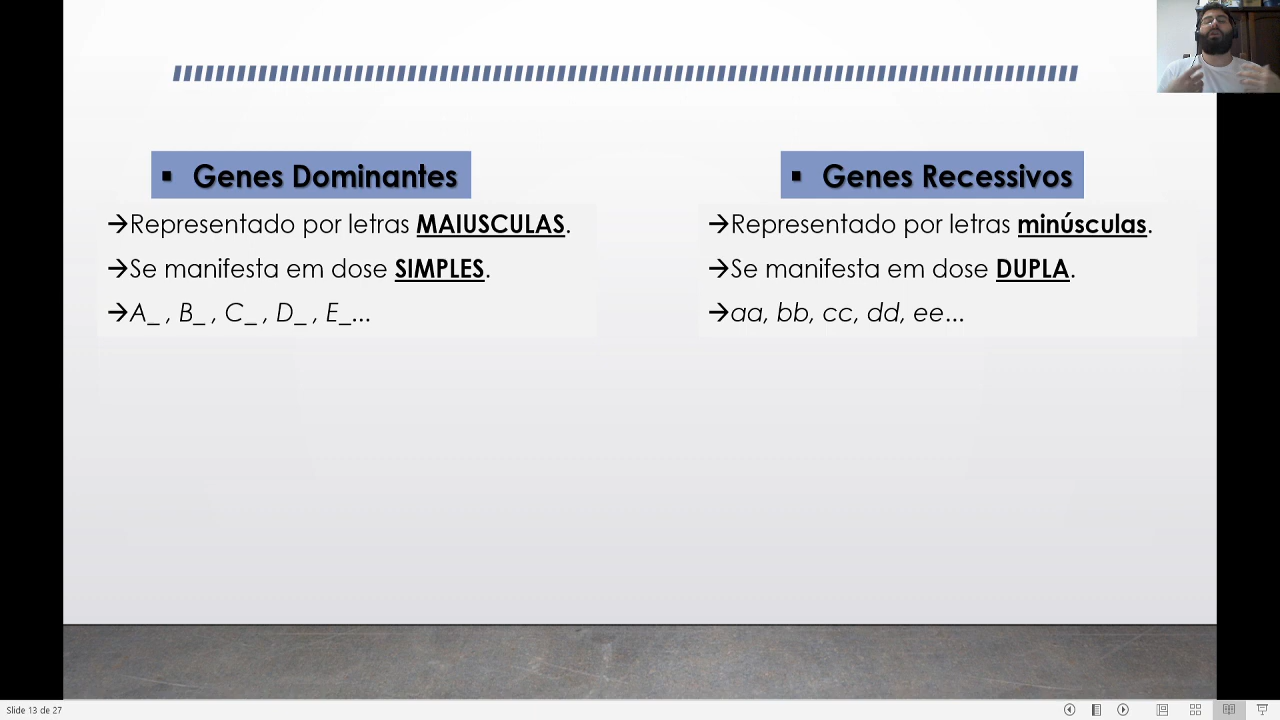 ▪ Genes Dominantes
→Representado por letras MAIUSCULAS.
→Se manifesta em dose SIMPLES.
→A_ , B_ , C_ , D_ , E_...
▪ Genes Recessivos
→Representado por letras minúsculas.
→Se manifesta em dose DUPLA.
→aa, bb, cc, dd, ee...
Slide 13 de 27